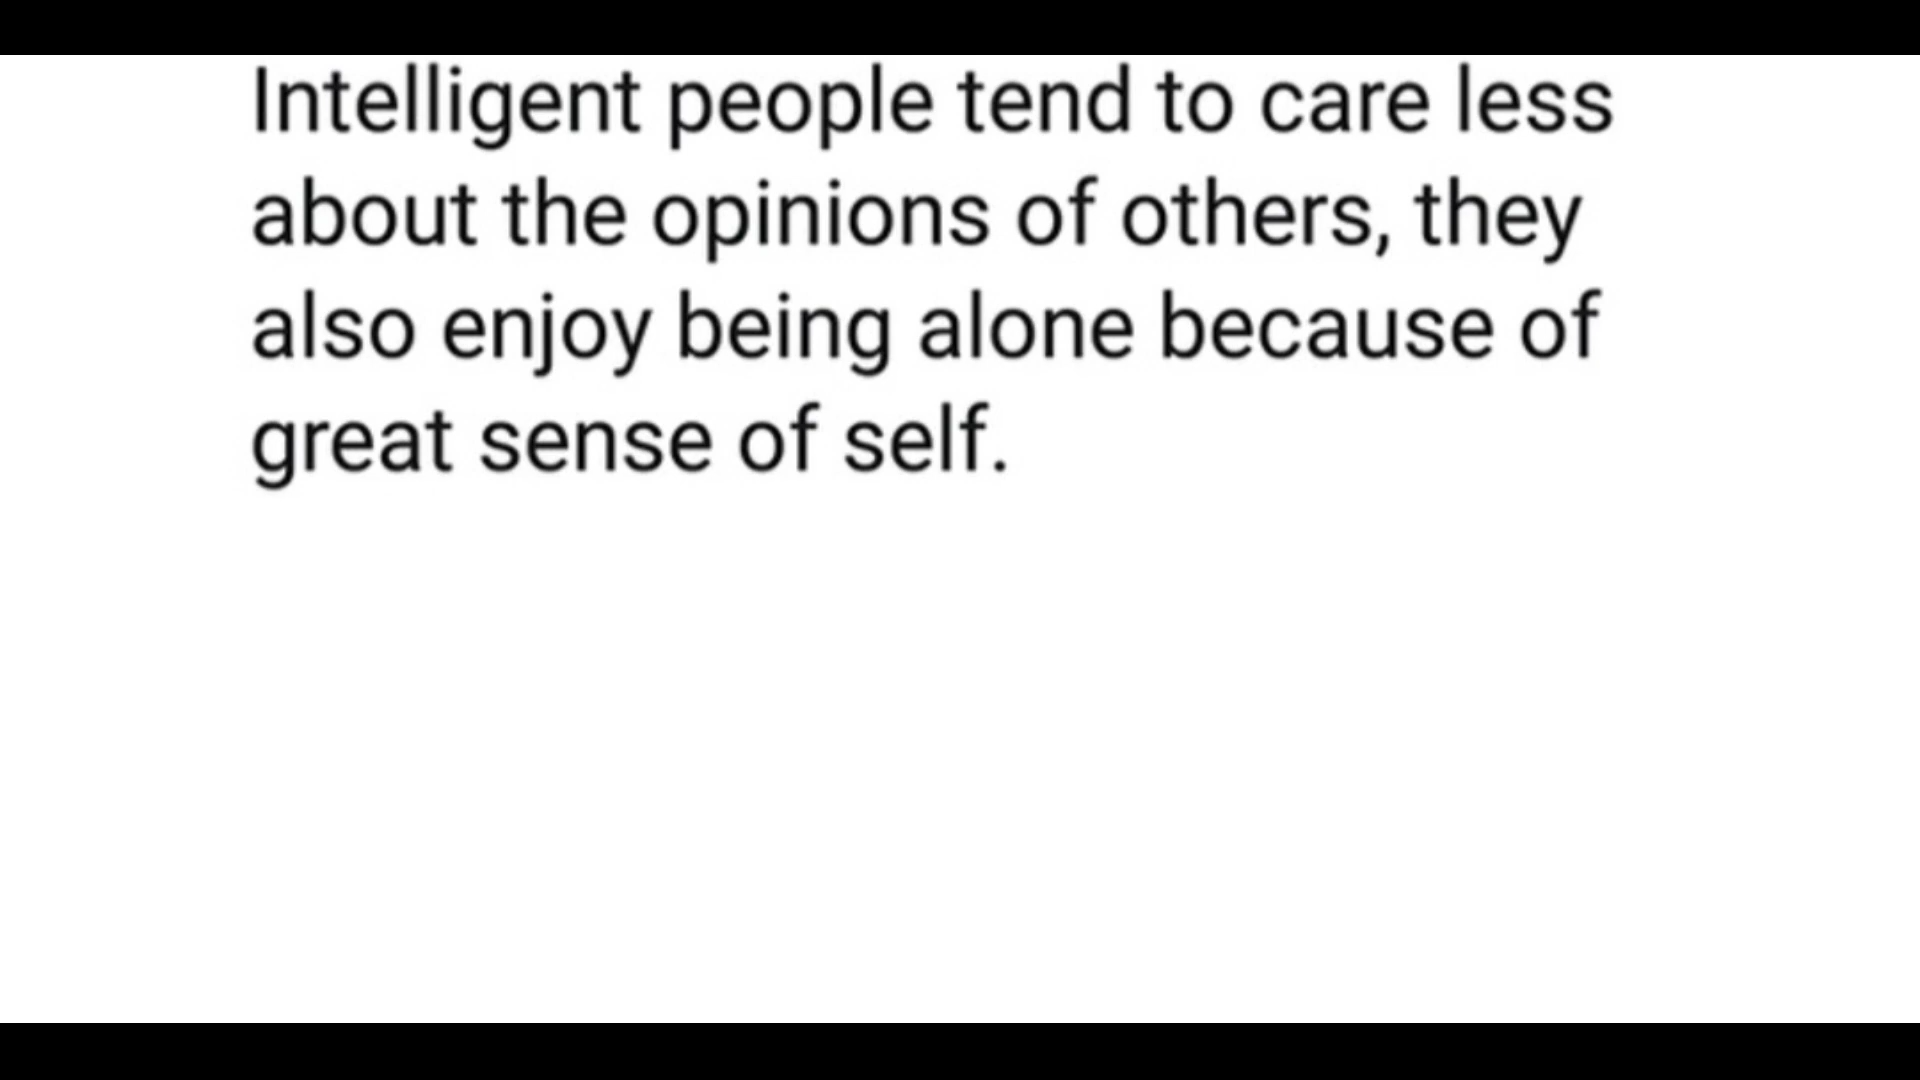 Intelligent people tend to care less
about the opinions of others, they
also enjoy being alone because of
great sense of self.